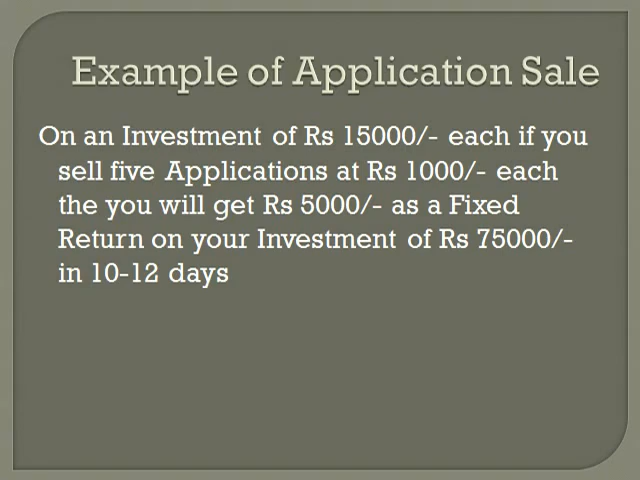 Example of Application Sale
On an Investment of Rs 15000/- each if you
sell five Applications at Rs 1000/- each
the you will get Rs 5000/- as a Fixed
Return on your Investment of Rs 75000/-
in 10-12 days